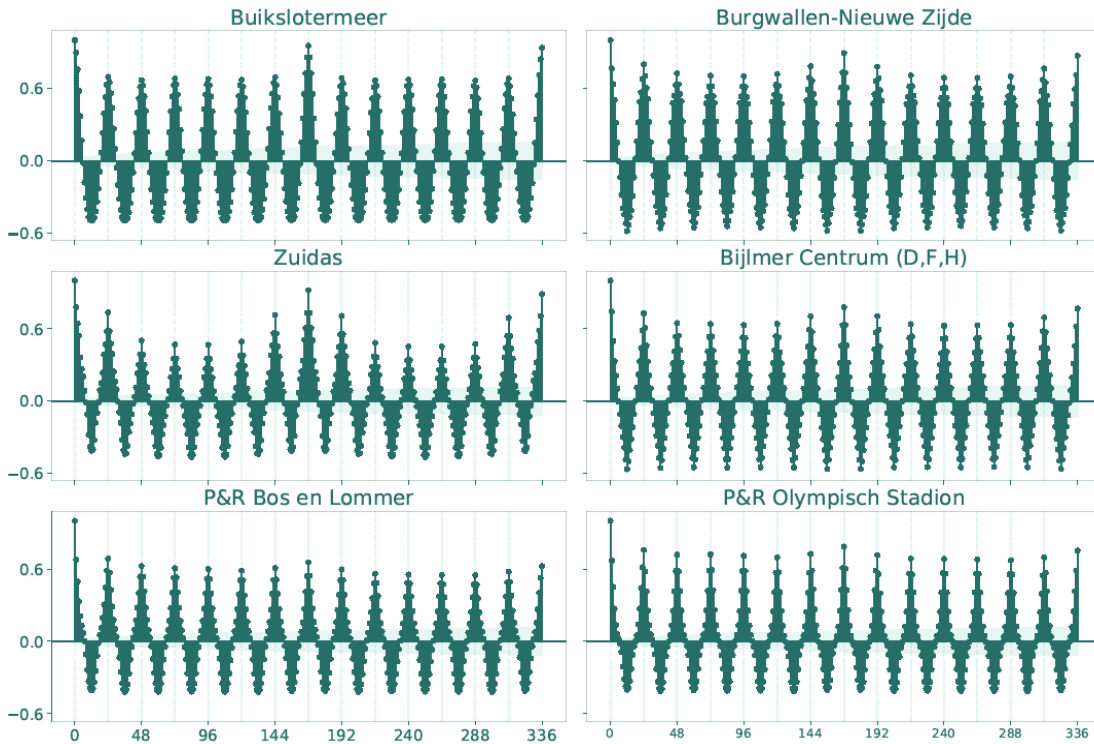 Buikslotermeer
Burgwallen-Nieuwe Zijde
0.6
0.0
−0.6
Zuidas
Bijlmer Centrum (D,F,H)
0.6
0.0
−0.6
P&R Bos en Lommer
P&R Olympisch Stadion
0.6
0.0
−0.6
0 48 96 144 192 240 288 336
0 48 96 144 192 240 288 336